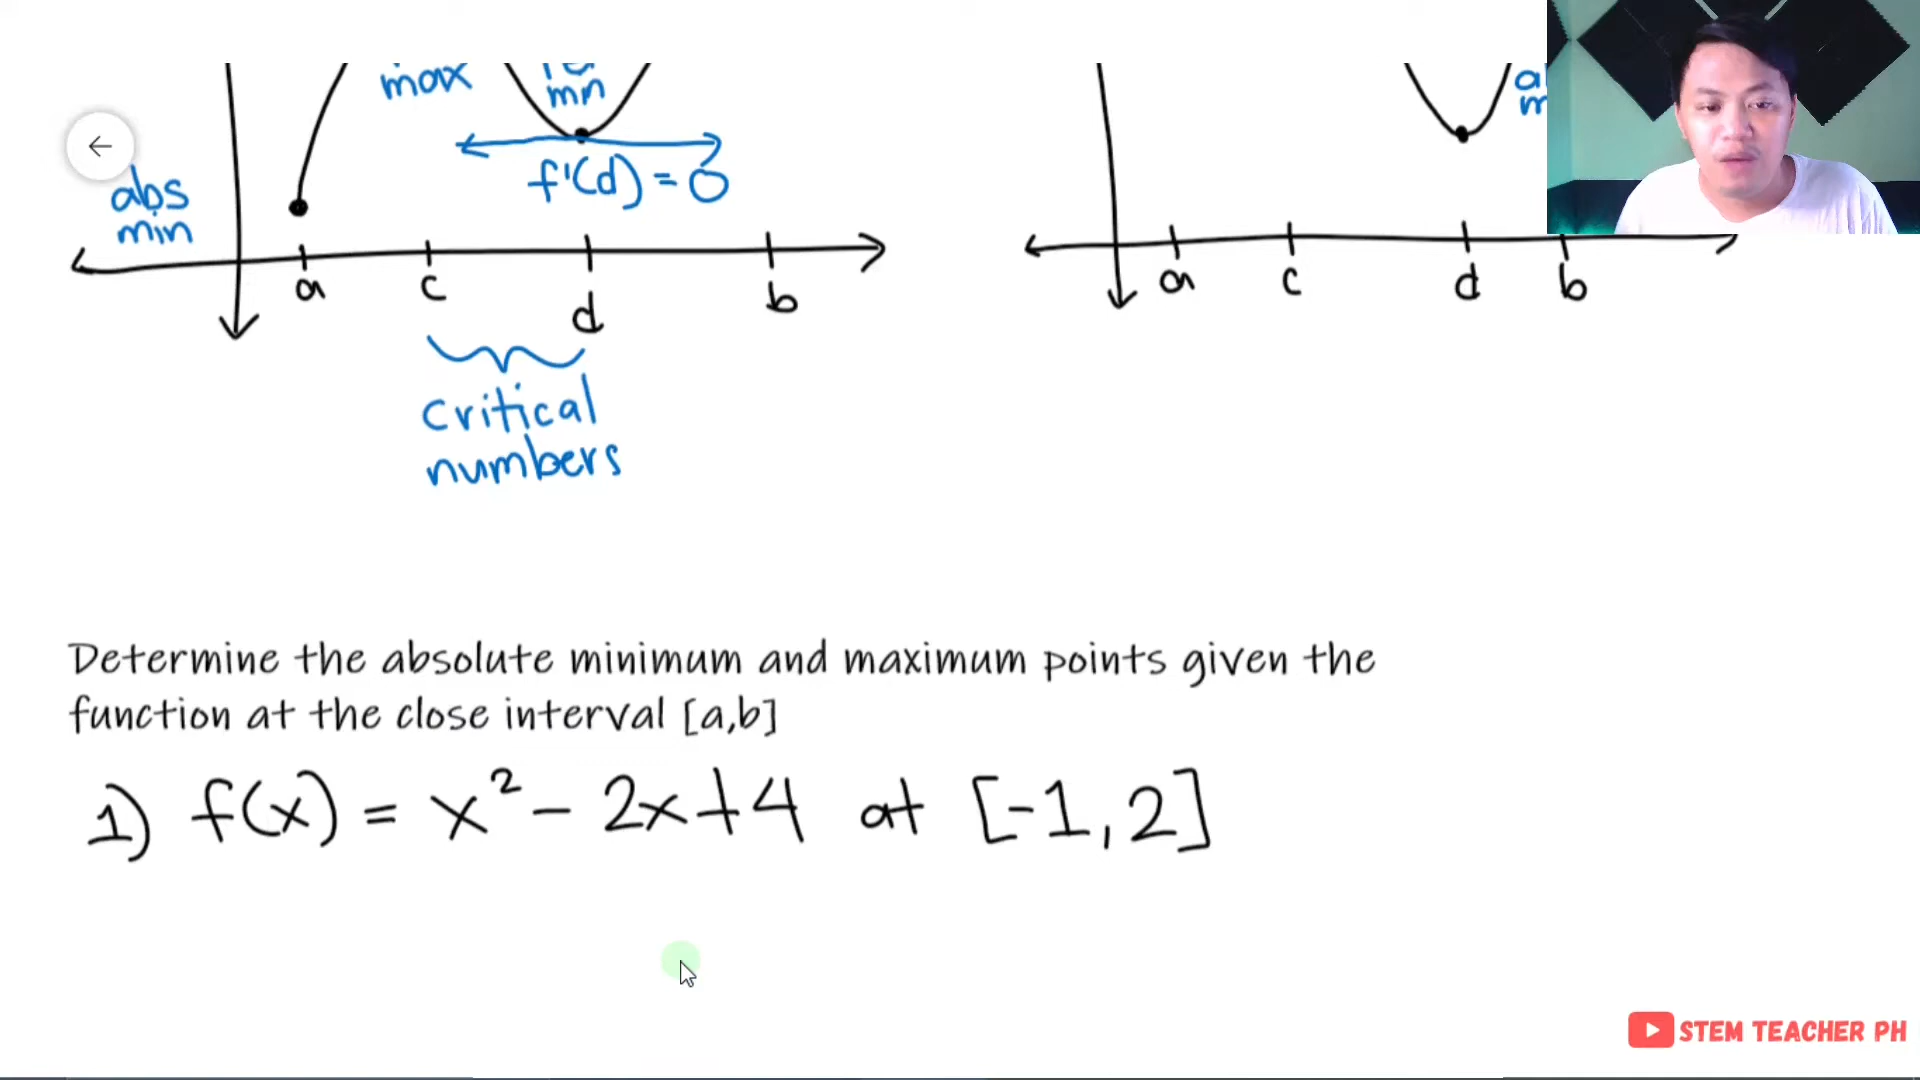 max
min
abs
min
f'(d) = 0
a
c
d
b
critical
numbers
a
c
d
b
Determine the absolute minimum and maximum points given the
function at the close interval [a,b]
1) f(x) = x² - 2x+4 at [-1,2]
STEM TEACHER PH